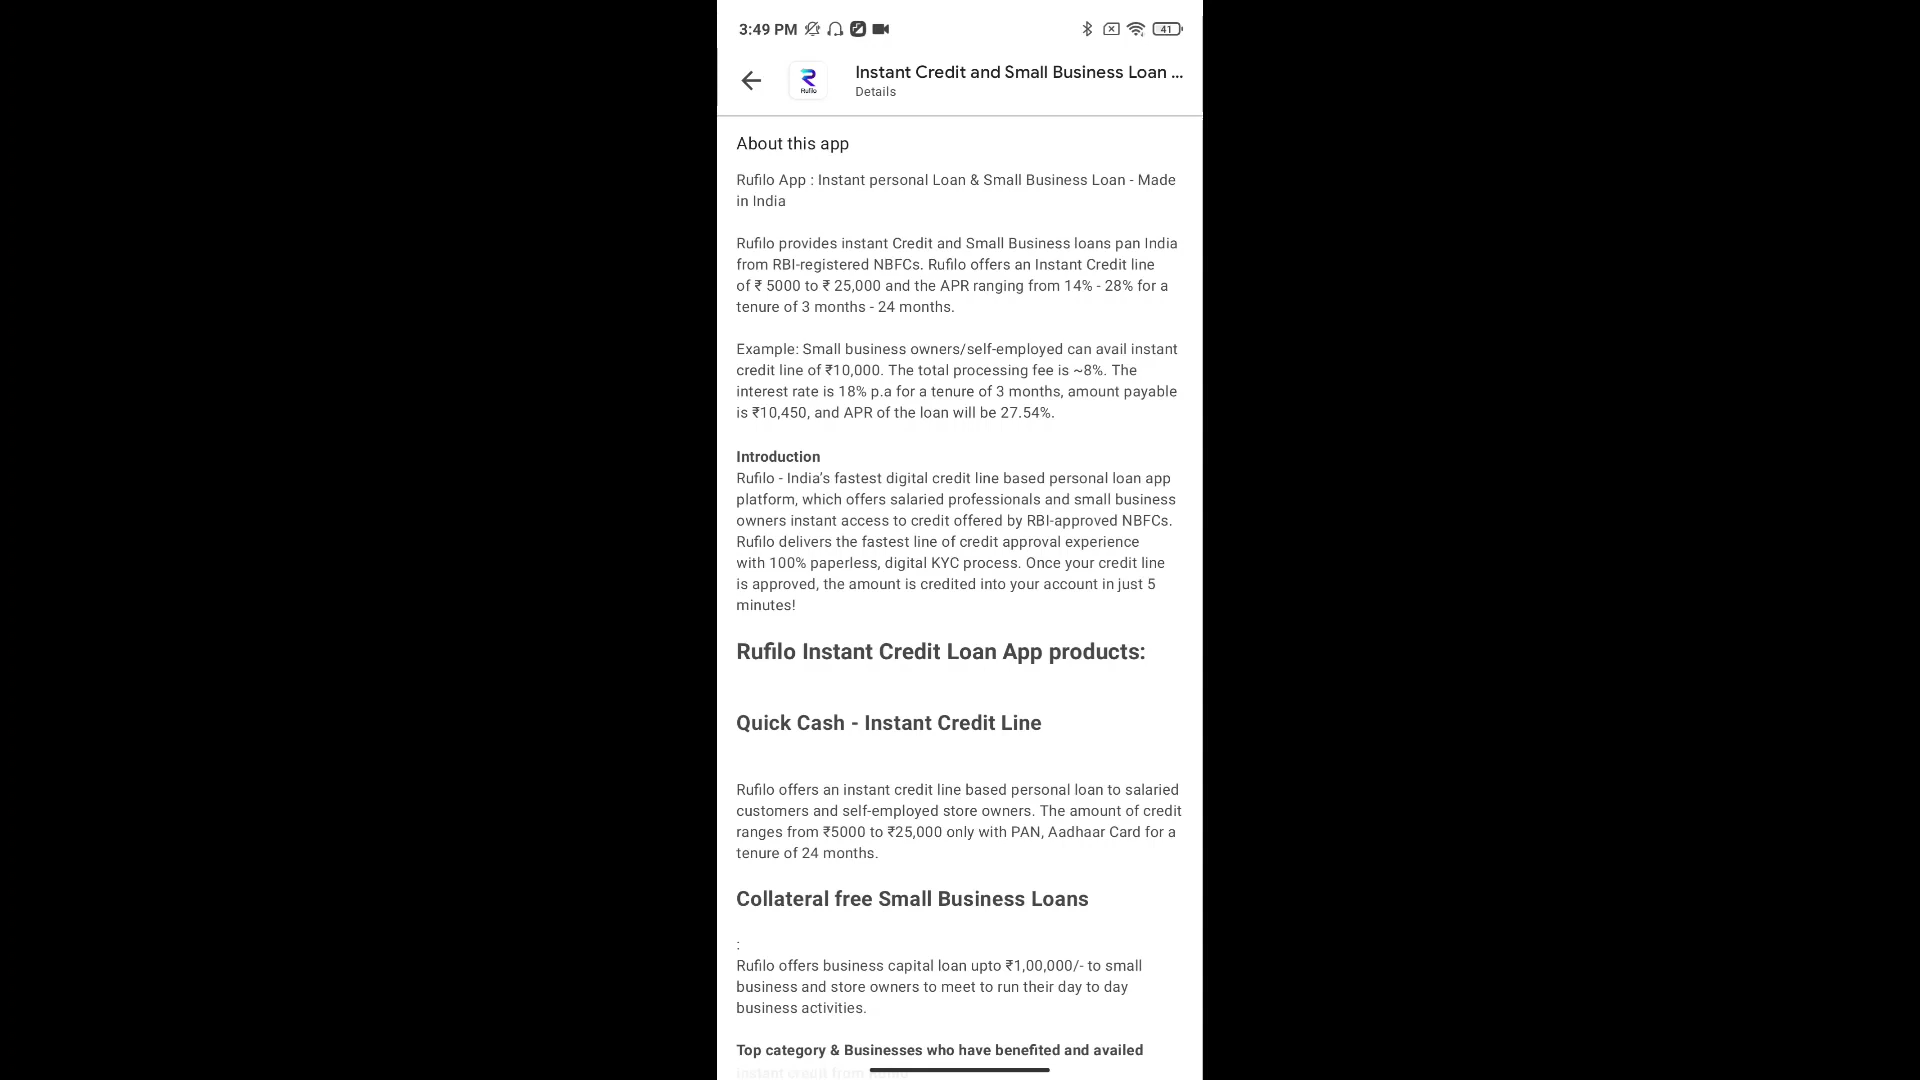 3:49 PM
41
Rufilo
Instant Credit and Small Business Loan ...
Details
About this app
Rufilo App : Instant personal Loan & Small Business Loan - Made
in India
Rufilo provides instant Credit and Small Business loans pan India
from RBI-registered NBFCs. Rufilo offers an Instant Credit line
of ₹ 5000 to ₹ 25,000 and the APR ranging from 14% - 28% for a
tenure of 3 months - 24 months.
Example: Small business owners/self-employed can avail instant
credit line of ₹10,000. The total processing fee is ~8%. The
interest rate is 18% p.a for a tenure of 3 months, amount payable
is ₹10,450, and APR of the loan will be 27.54%.
Introduction
Rufilo - India's fastest digital credit line based personal loan app
platform, which offers salaried professionals and small business
owners instant access to credit offered by RBI-approved NBFCs.
Rufilo delivers the fastest line of credit approval experience
with 100% paperless, digital KYC process. Once your credit line
is approved, the amount is credited into your account in just 5
minutes!
Rufilo Instant Credit Loan App products:
Quick Cash - Instant Credit Line
Rufilo offers an instant credit line based personal loan to salaried
customers and self-employed store owners. The amount of credit
ranges from ₹5000 to ₹25,000 only with PAN, Aadhaar Card for a
tenure of 24 months.
Collateral free Small Business Loans
:
Rufilo offers business capital loan upto ₹1,00,000/- to small
business and store owners to meet to run their day to day
business activities.
Top category & Businesses who have benefited and availed
instant credit from